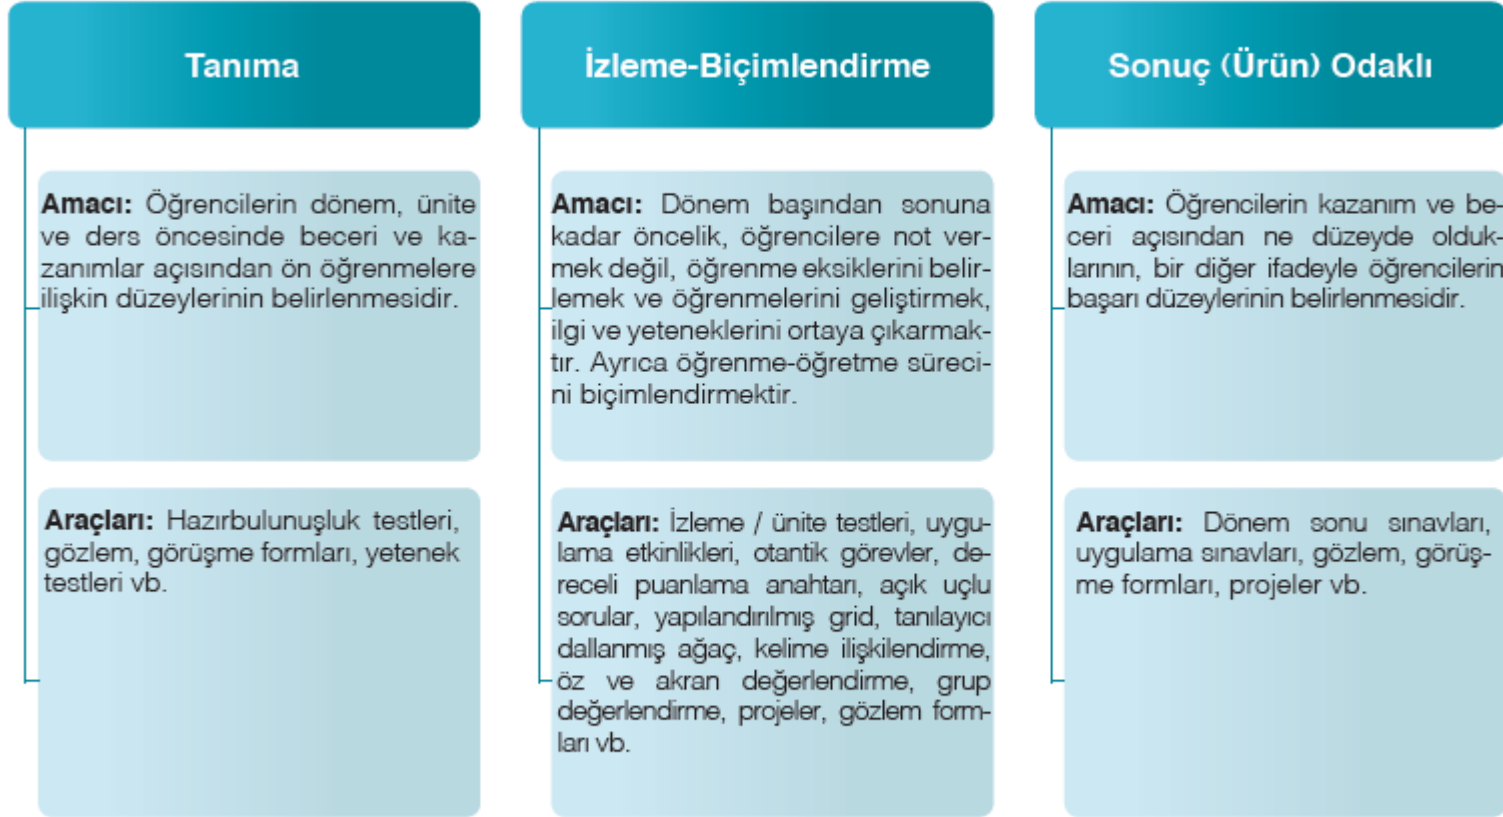 Tanıma
Amacı: Öğrencilerin dönem, ünite
ve ders öncesinde beceri ve ka-
zanımlar açısından ön öğrenmelere
ilişkin düzeylerinin belirlenmesidir.
Araçları: Hazırbulunuşluk testleri,
gözlem, görüşme formları, yetenek
testleri vb.
İzleme-Biçimlendirme
Amacı: Dönem başından sonuna
kadar öncelik, öğrencilere not ver-
mek değil, öğrenme eksiklerini belir-
lemek ve öğrenmelerini geliştirmek,
ilgi ve yeteneklerini ortaya çıkarmak-
tır. Ayrıca öğrenme-öğretme süreci-
ni biçimlendirmektir.
Araçları: İzleme / ünite testleri, uygu-
lama etkinlikleri, otantik görevler, de-
receli puanlama anahtarı, açık uçlu
sorular, yapılandırılmış grid, tanılayıcı
dallanmış ağaç, kelime ilişkilendirme,
öz ve akran değerlendirme, grup
değerlendirme, projeler, gözlem form-
ları vb.
Sonuç (Ürün) Odaklı
Amacı: Öğrencilerin kazanım ve be-
ceri açısından ne düzeyde olduk-
larının, bir diğer ifadeyle öğrencilerin
başarı düzeylerinin belirlenmesidir.
Araçları: Dönem sonu sınavları,
uygulama sınavları, gözlem, görüş-
me formları, projeler vb.